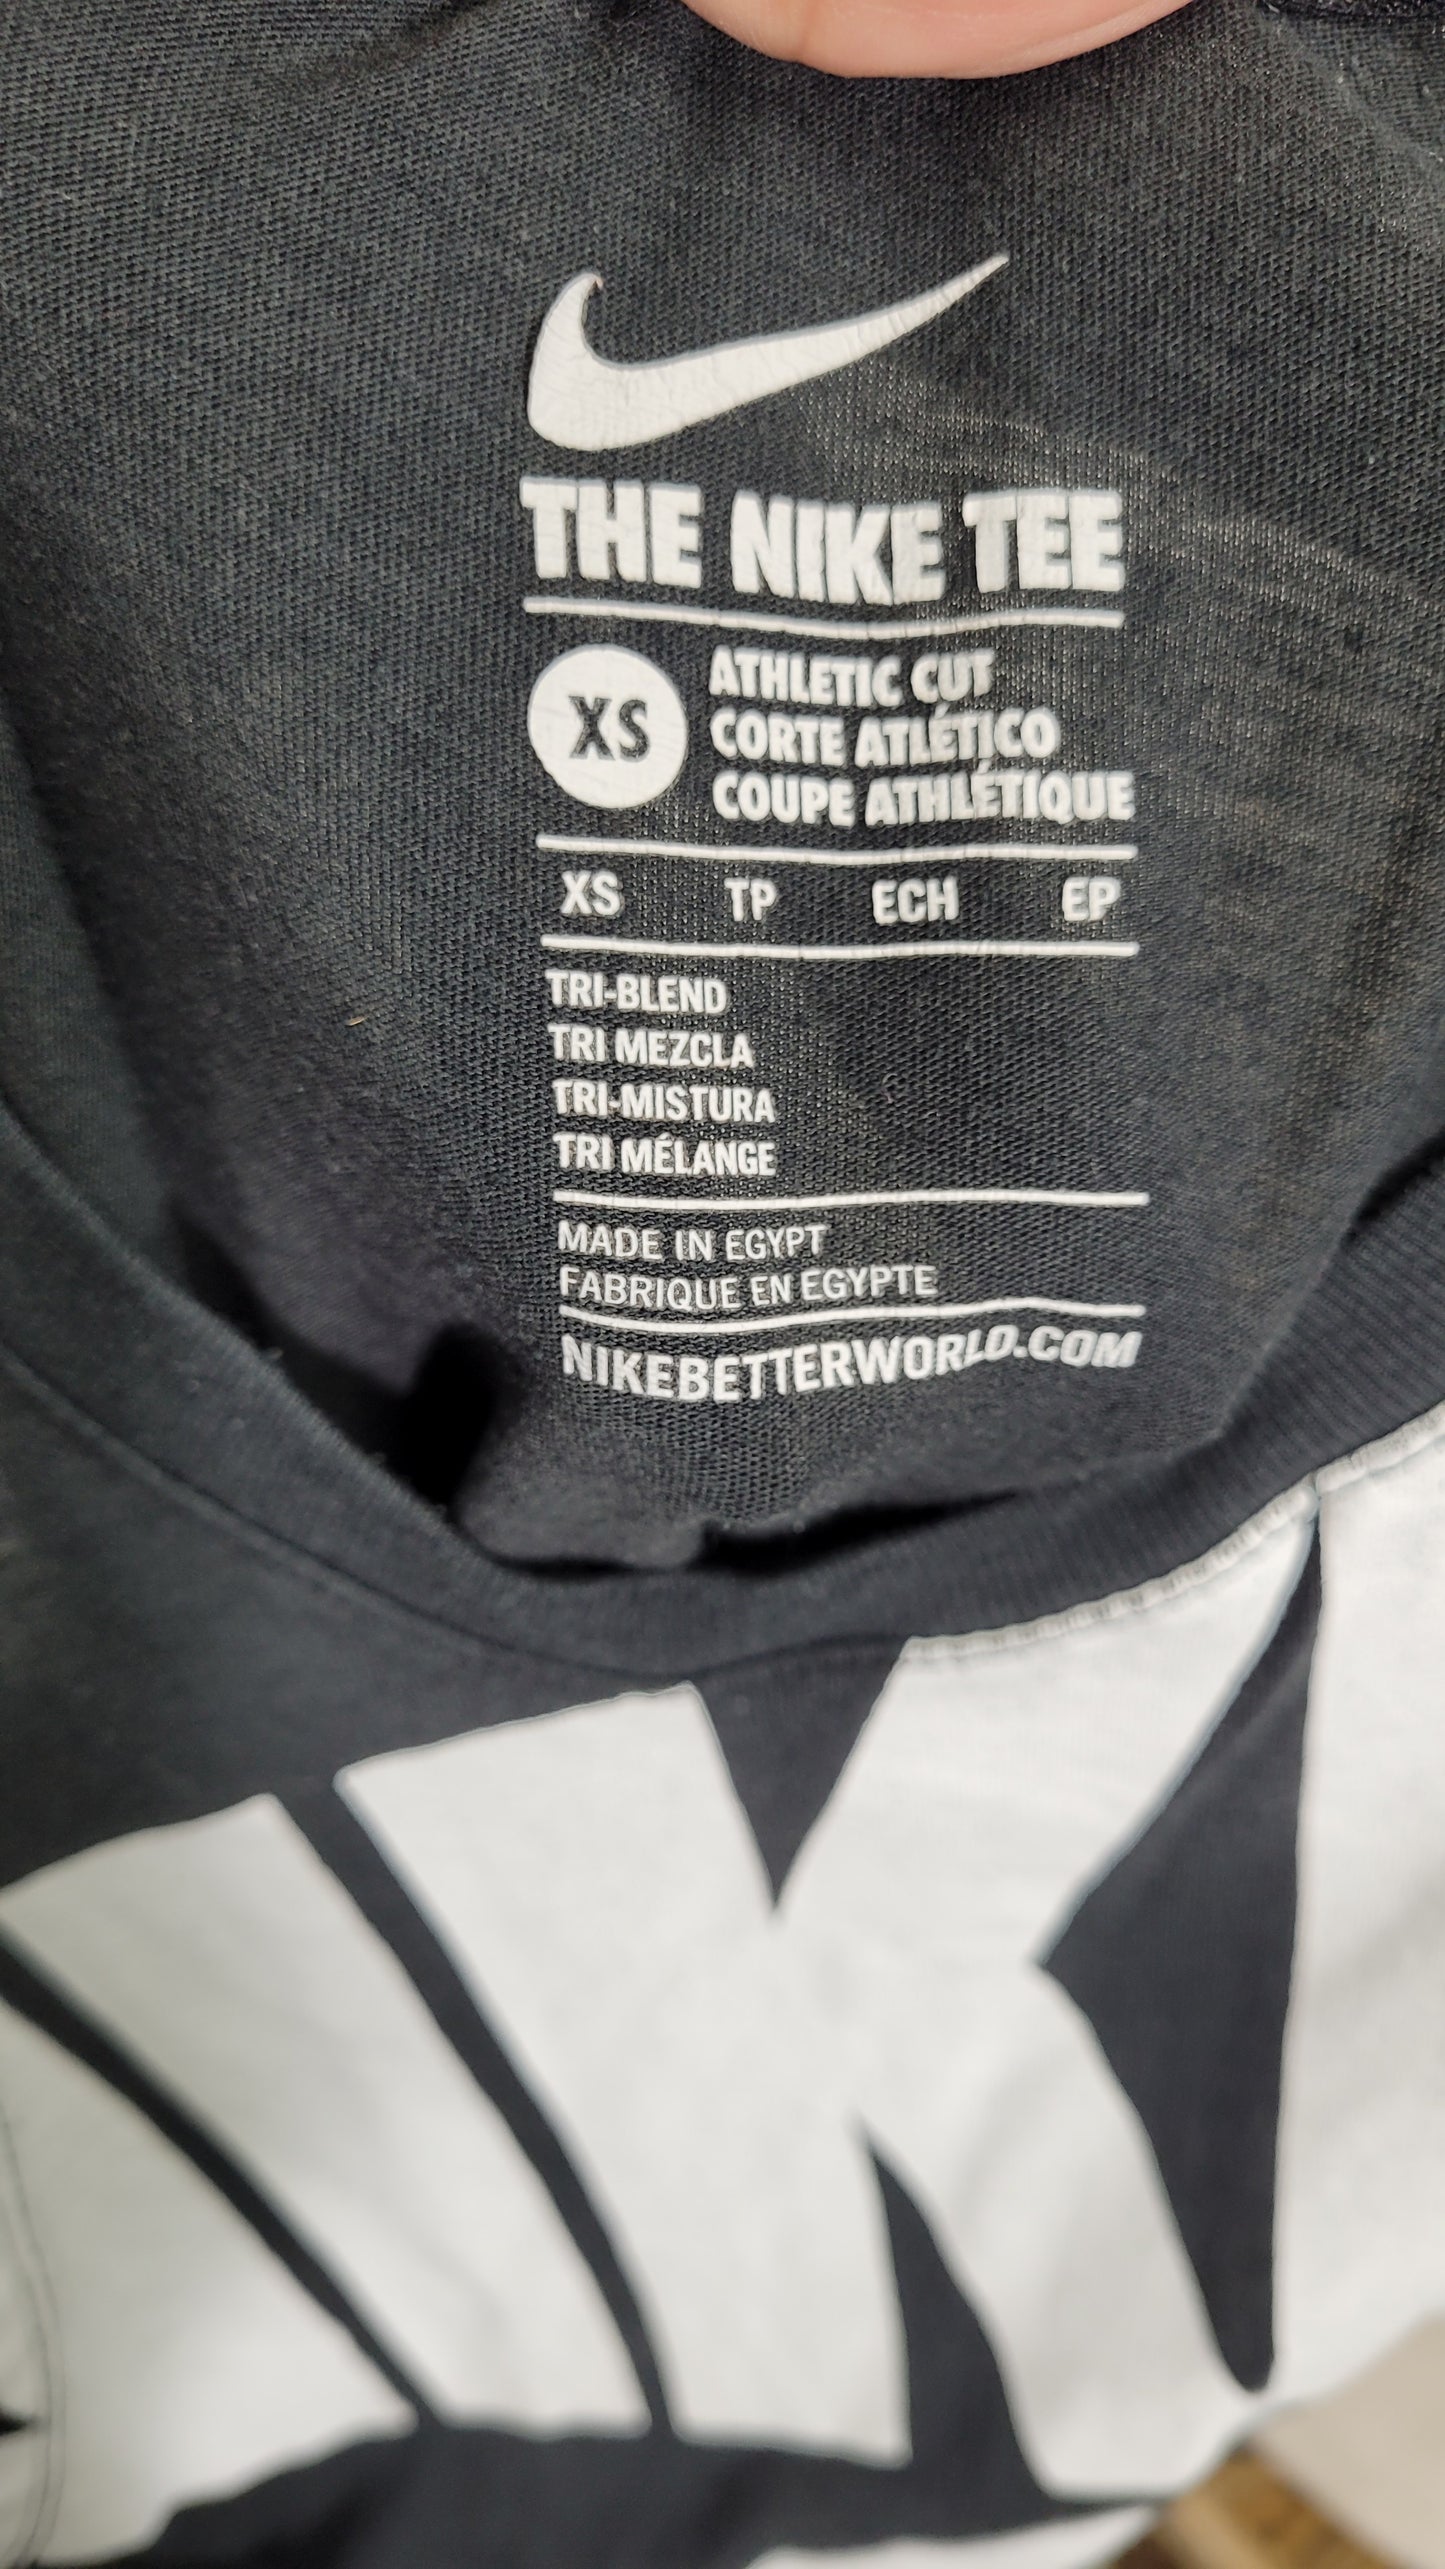 THE NIKE TEE
XS
ATHLETIC CUT
CORTE ATLÉTICO
COUPE ATHLÉTIQUE
XS TP ECH EP
TRI-BLEND
TRI MEZCLA
TRI-MISTURA
TRI MÉLANGE
MADE IN EGYPT
FABRIQUE EN EGYPTE
NIKEBETTERWORLD.COM